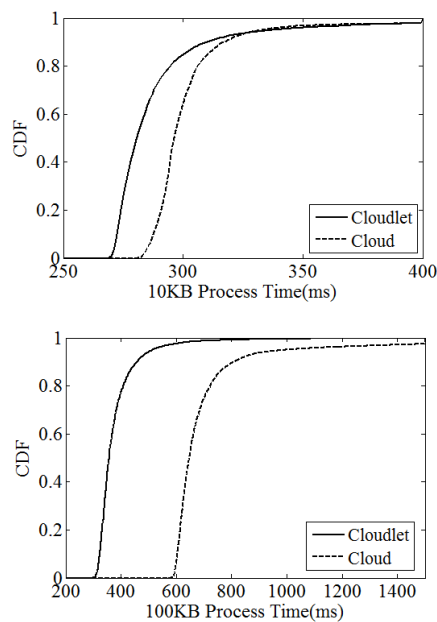 1
0.8
0.6
0.4
0.2
0
CDF
Cloudlet
Cloud
250 300 350 400
10KB Process Time(ms)
1
0.8
0.6
0.4
0.2
0
CDF
Cloudlet
Cloud
200 400 600 800 1000 1200 1400
100KB Process Time(ms)